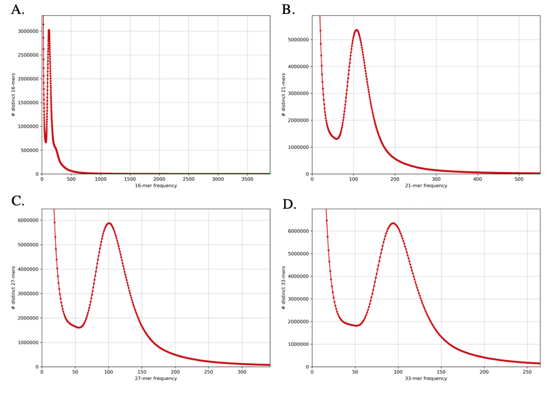 A.
3000000
2500000
2000000
1500000
1000000
500000
0
# distinct 16-mers
0 500 1000 1500 2000 2500 3000 3500
16-mer frequency
B.
5000000
4000000
3000000
2000000
1000000
0
# distinct 21-mers
0 100 200 300 400 500
21-mer frequency
C.
6000000
5000000
4000000
3000000
2000000
1000000
0
# distinct 27-mers
0 50 100 150 200 250 300
27-mer frequency
D.
6000000
5000000
4000000
3000000
2000000
1000000
0
# distinct 33-mers
0 50 100 150 200 250
33-mer frequency